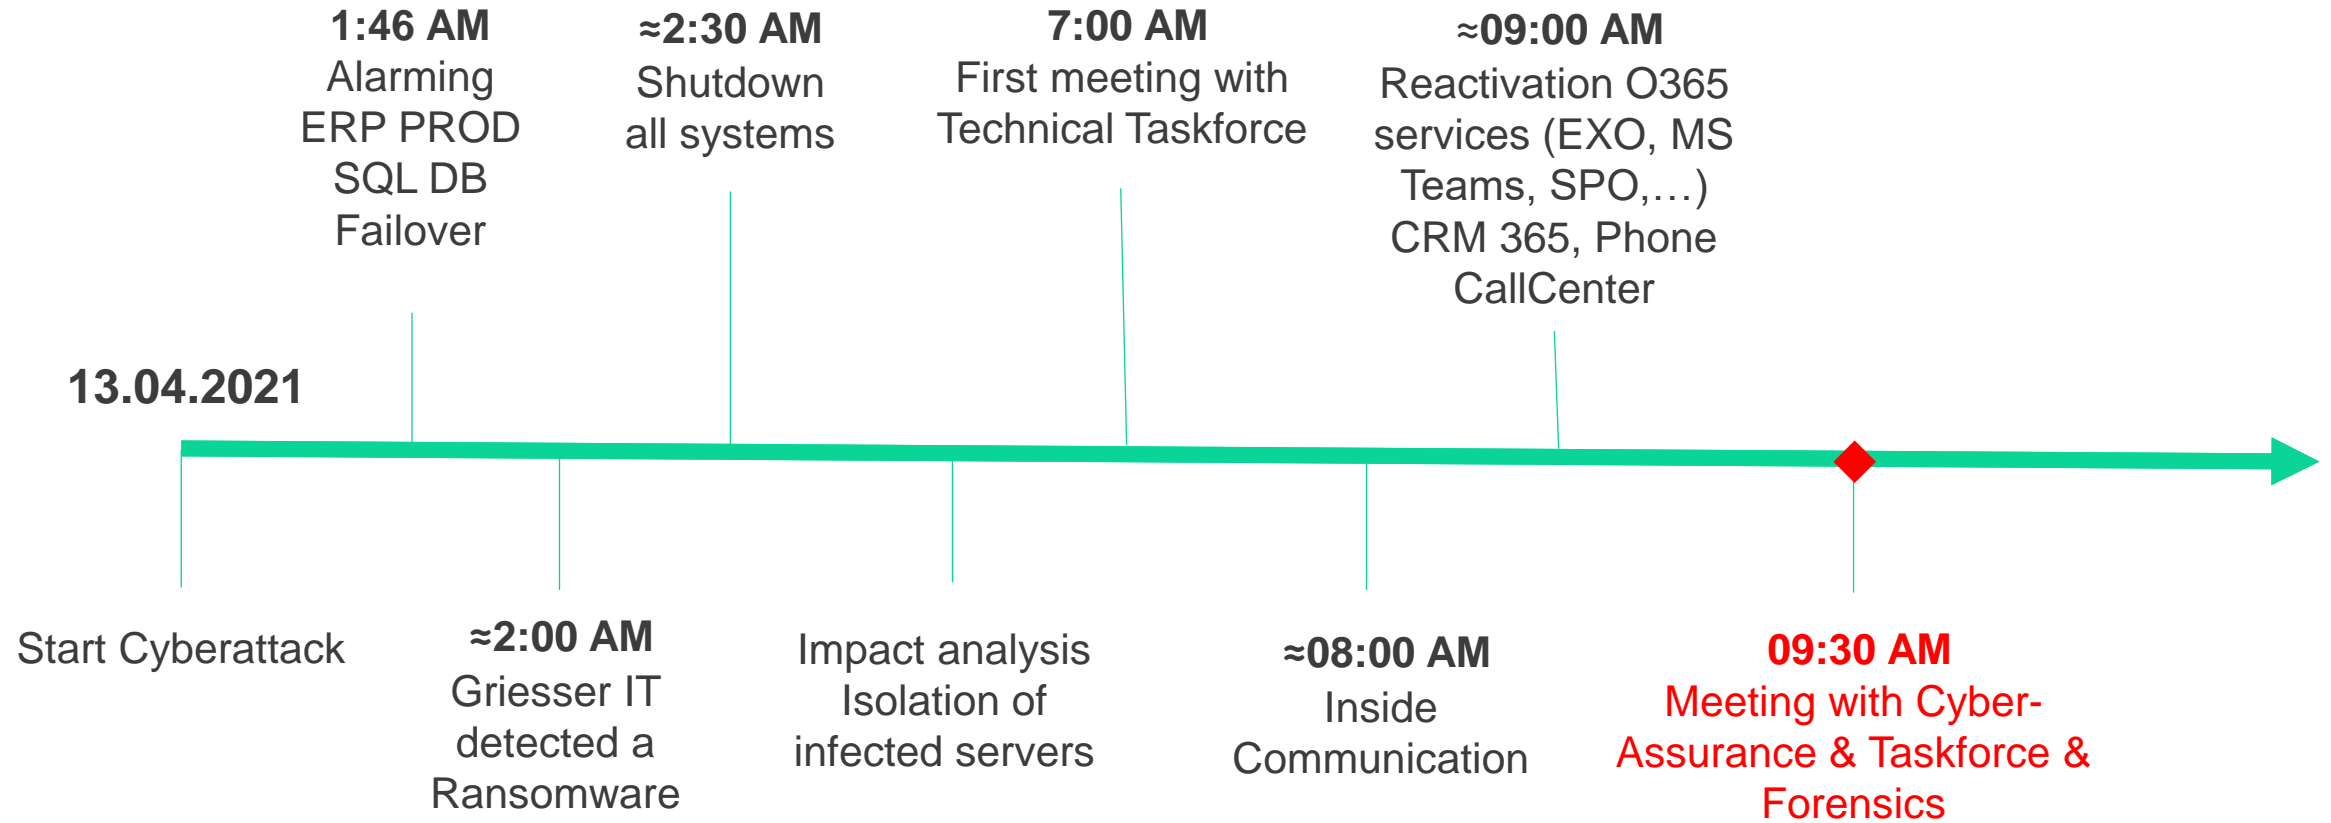 1:46 AM
Alarming
ERP PROD
SQL DB
Failover
≈2:30 AM
Shutdown
all systems
7:00 AM
First meeting with
Technical Taskforce
≈09:00 AM
Reactivation O365
services (EXO, MS
Teams, SPO,…)
CRM 365, Phone
CallCenter
13.04.2021
Start Cyberattack
≈2:00 AM
Griesser IT
detected a
Ransomware
Impact analysis
Isolation of
infected servers
≈08:00 AM
Inside
Communication
09:30 AM
Meeting with Cyber-
Assurance & Taskforce &
Forensics